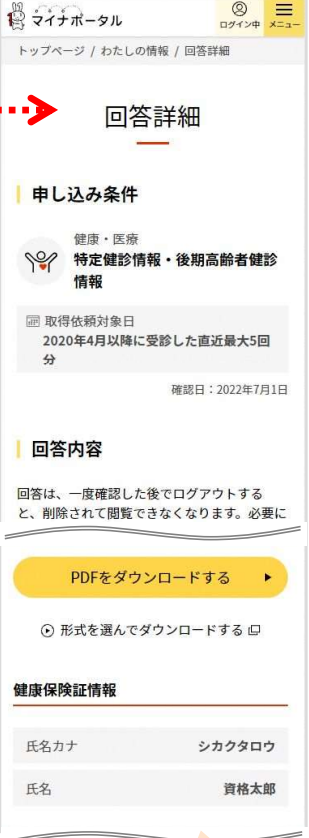 マイナポータル
ログイン中 メニュー
トップページ / わたしの情報 / 回答詳細
回答詳細
申し込み条件
健康・医療
特定健診情報・後期高齢者健診
情報
取得依頼対象日
2020年4月以降に受診した直近最大5回
分
確認日：2022年7月1日
回答内容
回答は、一度確認した後でログアウトする
と、削除されて閲覧できなくなります。必要に
PDFをダウンロードする
形式を選んでダウンロードする
健康保険証情報
氏名カナ シカクタロウ
氏名 資格太郎